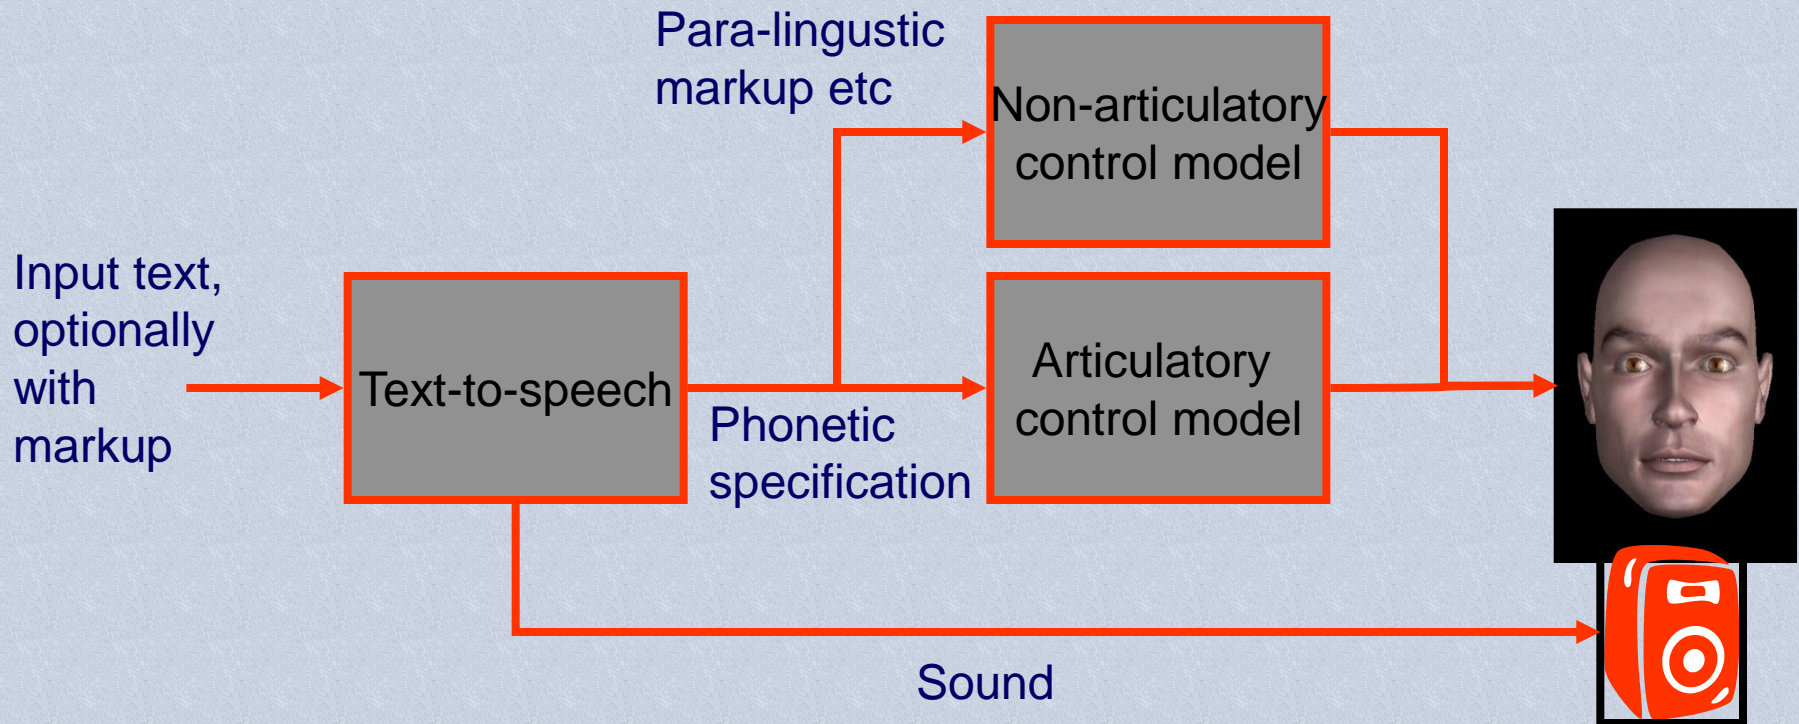 Para-lingustic
markup etc
Non-articulatory
control model
Input text,
optionally
with
markup
Text-to-speech
Phonetic
specification
Articulatory
control model
Sound